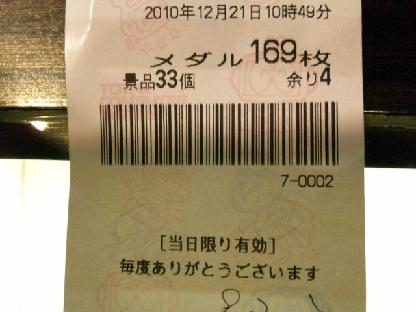 2010年12月21日10時49分
メダル169枚
景品33個 余り4
7-0002
[当日限り有効]
毎度ありがとうございます